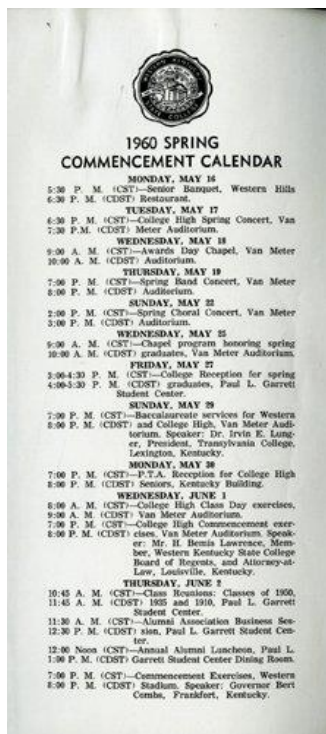 1960 SPRING
COMMENCEMENT CALENDAR
MONDAY, MAY 16
5:30 P. M. (CST)—Senior Banquet, Western Hills
6:30 P. M. (CDST) Restaurant.
TUESDAY, MAY 17
6:30 P. M. (CST)—College High Spring Concert, Van
7:30 P.M. (CDST) Meter Auditorium.
WEDNESDAY, MAY 18
9:00 A. M. (CST)—Awards Day Chapel, Van Meter
10:00 A. M. (CDST) Auditorium.
THURSDAY, MAY 19
7:00 P. M. (CST)—Spring Band Concert, Van Meter
8:00 P. M. (CDST) Auditorium.
SUNDAY, MAY 22
2:00 P. M. (CST)—Spring Choral Concert, Van Meter
3:00 P. M. (CDST) Auditorium.
WEDNESDAY, MAY 25
9:00 A. M. (CST)—Chapel program honoring spring
10:00 A. M. (CDST) graduates, Van Meter Auditorium.
FRIDAY, MAY 27
3:00-4:30 P. M. (CST)—College Reception for spring
4:00-5:30 P. M. (CDST) graduates, Paul L. Garrett
Student Center.
SUNDAY, MAY 29
7:00 P. M. (CST)—Baccalaureate services for Western
8:00 P. M. (CDST) and College High, Van Meter Audi-
torium. Speaker: Dr. Irvin E. Lung-
er, President, Transylvania College,
Lexington, Kentucky.
MONDAY, MAY 30
7:00 P. M. (CST)—P.T.A. Reception for College High
8:00 P. M. (CDST) Seniors, Kentucky Building.
WEDNESDAY, JUNE 1
8:00 A. M. (CST)—College High Class Day exercises,
9:00 A. M. (CDST) Van Meter Auditorium.
7:00 P. M. (CST)—College High Commencement exer-
8:00 P. M. (CDST) cises, Van Meter Auditorium. Speak-
er: Mr. H. Bemis Lawrence, Mem-
ber, Western Kentucky State College
Board of Regents, and Attorney-at-
Law, Louisville, Kentucky.
THURSDAY, JUNE 2
10:45 A. M. (CST)—Class Reunions: Classes of 1950,
11:45 A. M. (CDST) 1935 and 1910, Paul L. Garrett
Student Center.
11:30 A. M. (CST)—Alumni Association Business Ses-
12:30 P. M. (CDST) sion, Paul L. Garrett Student Cen-
ter.
12:00 Noon (CST)—Annual Alumni Luncheon, Paul L.
1:00 P. M. (CDST) Garrett Student Center Dining Room.
7:00 P. M. (CST)—Commencement Exercises, Western
8:00 P. M. (CDST) Stadium. Speaker: Governor Bert
Combs, Frankfort, Kentucky.